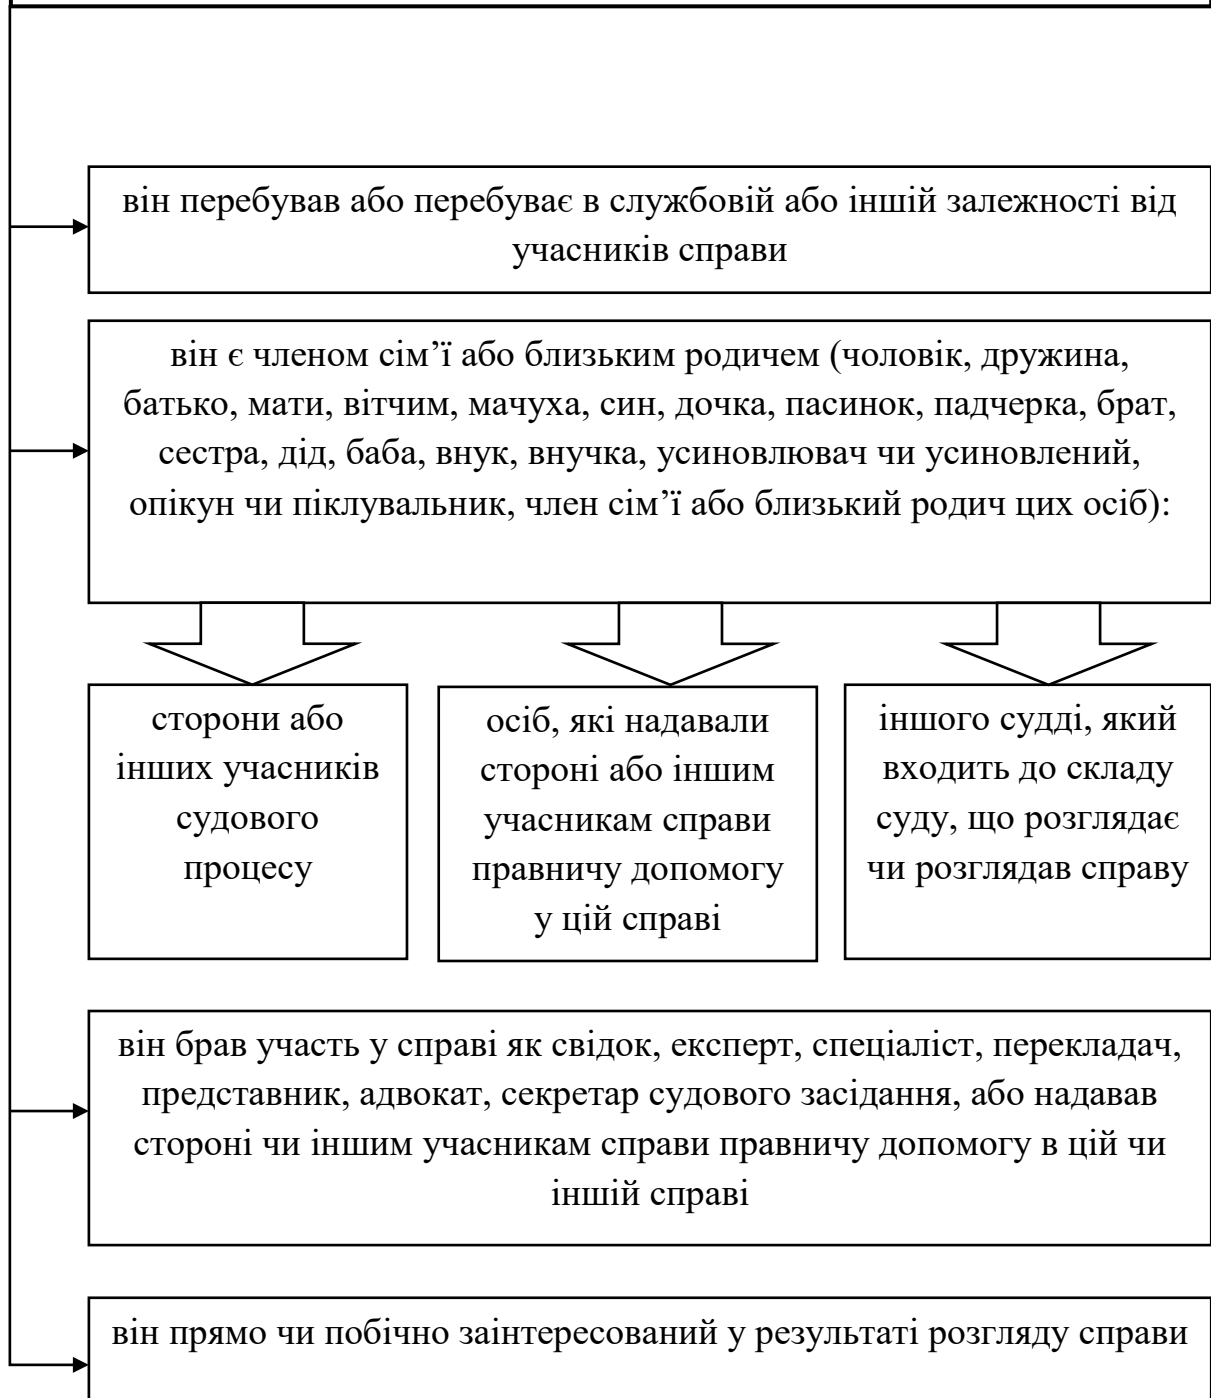 він перебував або перебуває в службовій або іншій залежності від
учасників справи
він є членом сім’ї або близьким родичем (чоловік, дружина,
батько, мати, вітчим, мачуха, син, дочка, пасинок, падчерка, брат,
сестра, дід, баба, внук, внучка, усиновлювач чи усиновлений,
опікун чи піклувальник, член сім’ї або близький родич цих осіб):
сторони або
інших учасників
судового
процесу
осіб, які надавали
стороні або іншим
учасникам справи
правничу допомогу
у цій справі
іншого судді, який
входить до складу
суду, що розглядає
чи розглядав справу
він брав участь у справі як свідок, експерт, спеціаліст, перекладач,
представник, адвокат, секретар судового засідання, або надавав
стороні чи іншим учасникам справи правничу допомогу в цій чи
іншій справі
він прямо чи побічно заінтересований у результаті розгляду справи